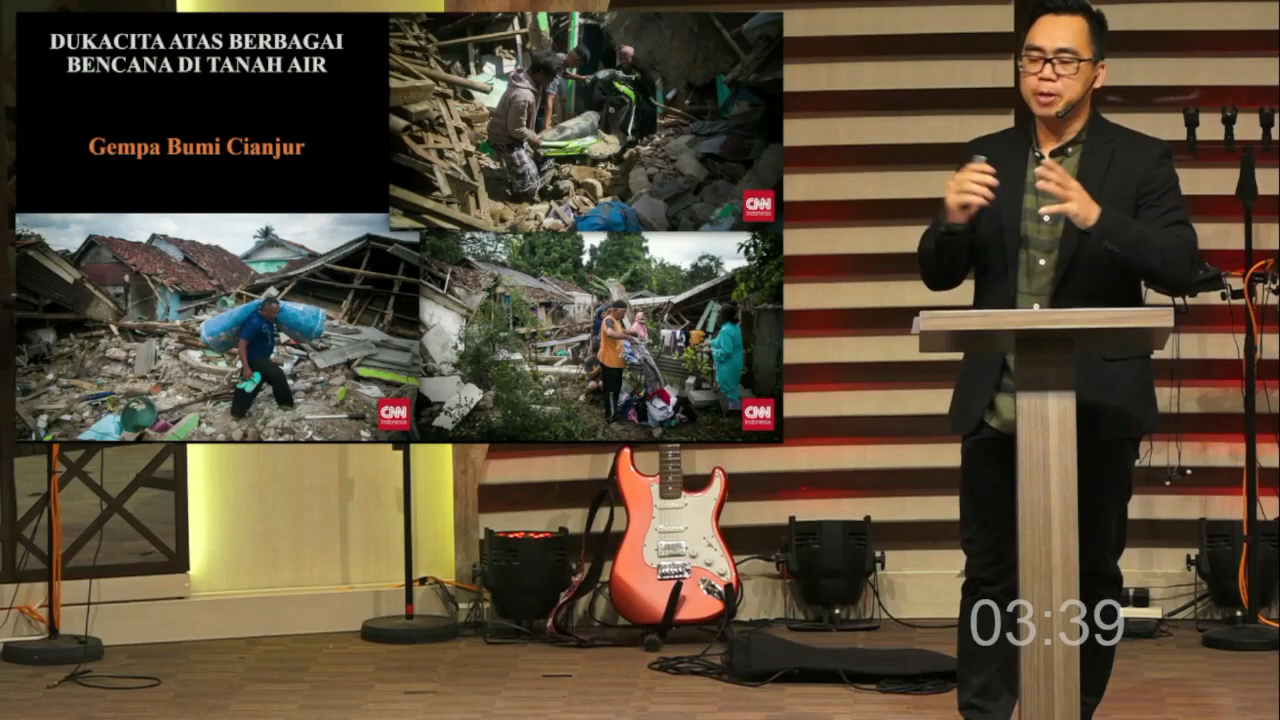 DUKACITA ATAS BERBAGAI
BENCANA DI TANAH AIR
Gempa Bumi Cianjur
CNN
Indonesia
CNN
Indonesia
CNN
Indonesia
03:39